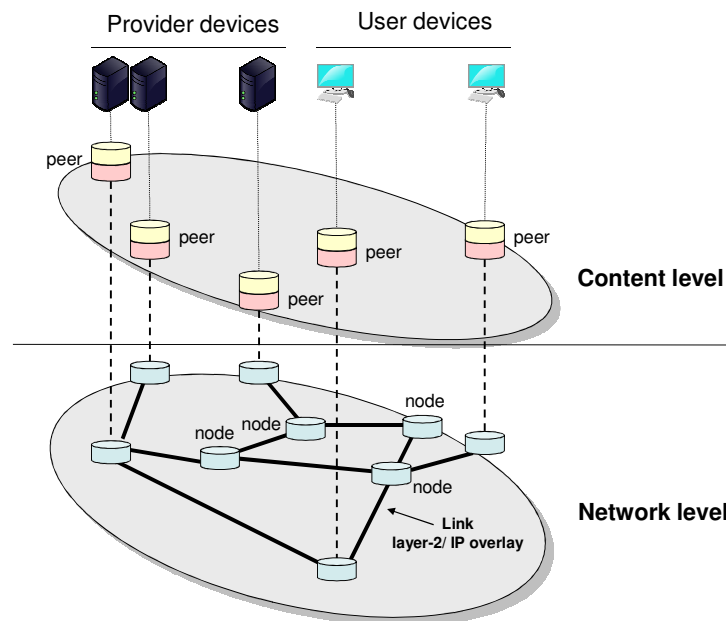 Provider devices
User devices
peer
peer
peer
peer
peer
Content level
node
node
node
node
Network level
Link
layer-2/ IP overlay